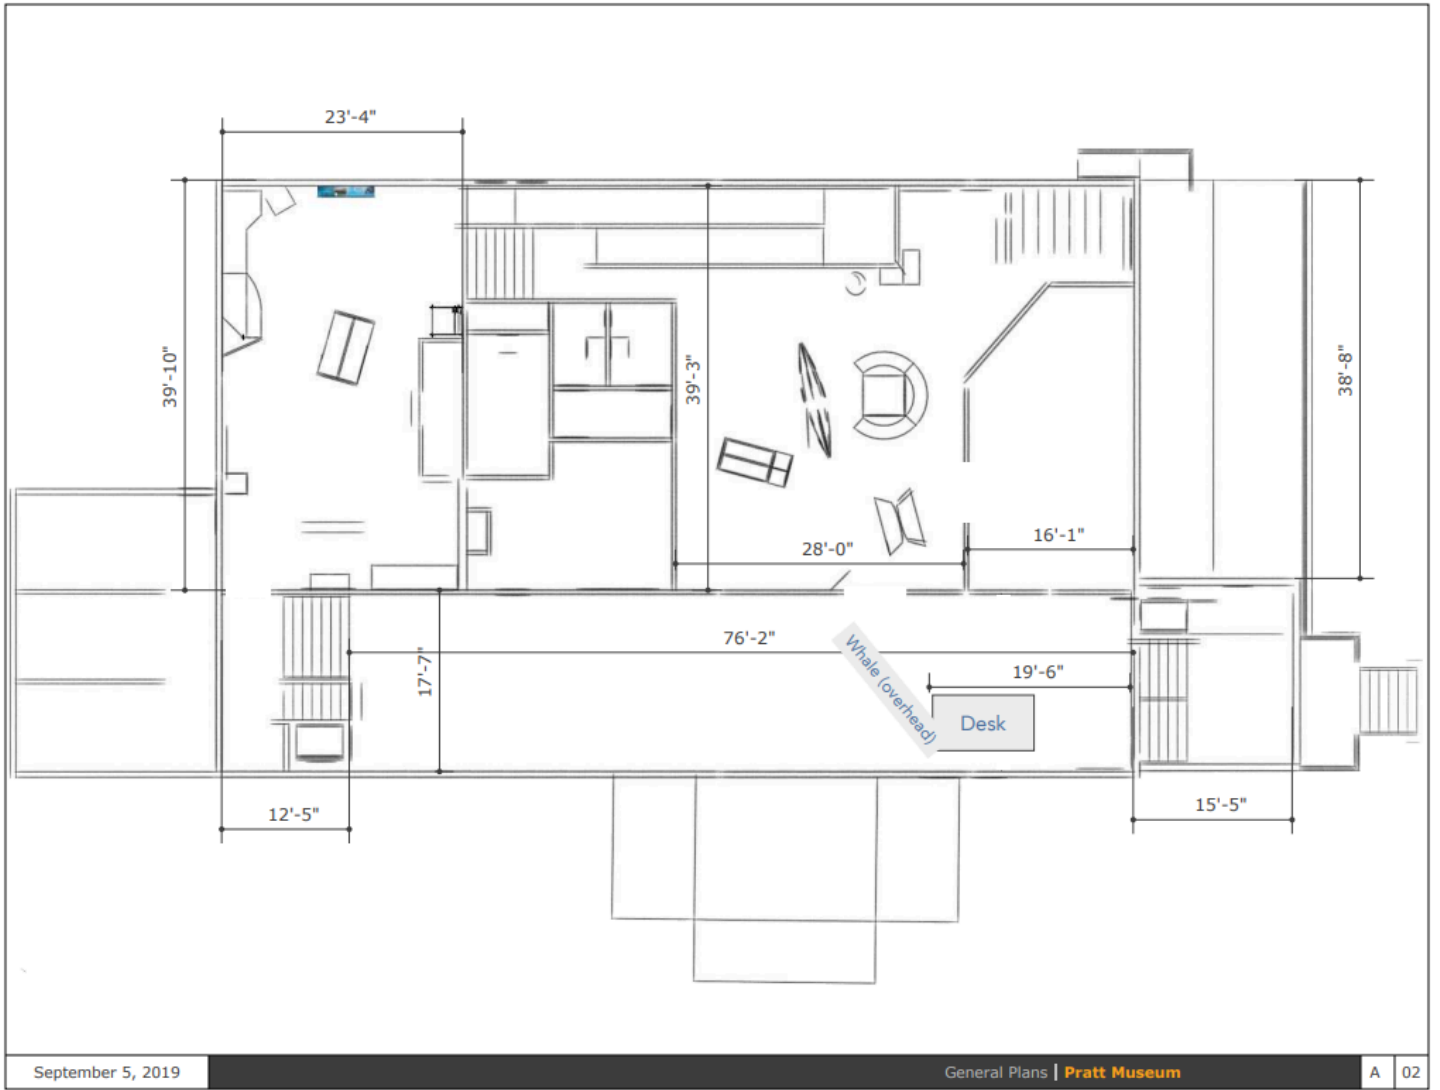 23'-4"
39'-10"
39'-3"
38'-8"
16'-1"
28'-0"
76'-2"
17'-7"
19'-6"
Whale (overhead)
Desk
12'-5"
15'-5"
September 5, 2019
General Plans | Pratt Museum
A
02